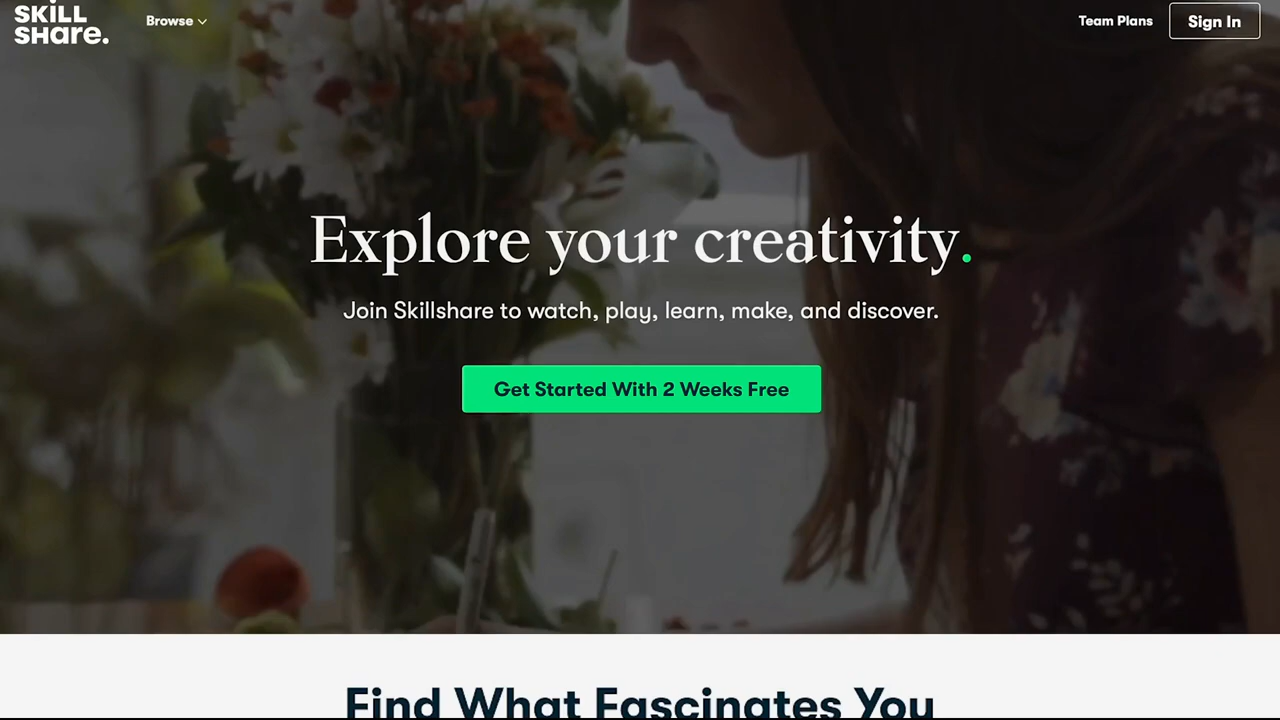 SKiLL
SHare.
Browse
Team Plans
Sign In
Explore your creativity.
Join Skillshare to watch, play, learn, make, and discover.
Get Started With 2 Weeks Free
Find What Fascinates You